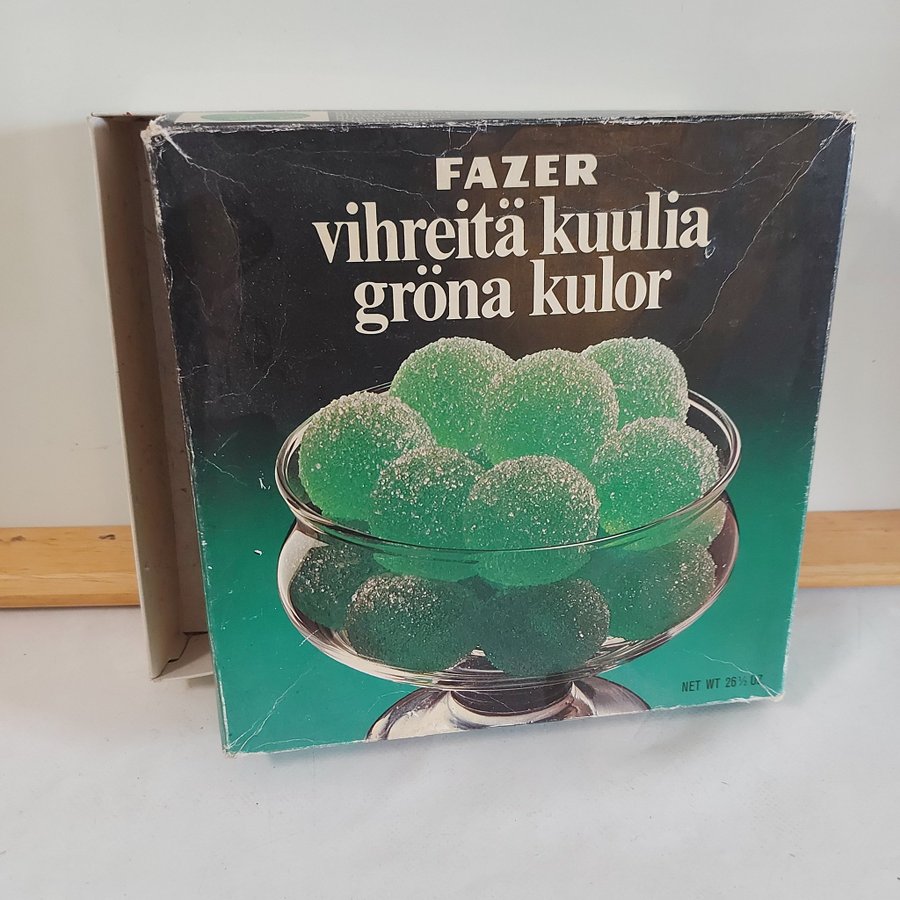 FAZER
vihreitä kuulia
gröna kulor
NET WT 26½ OZ